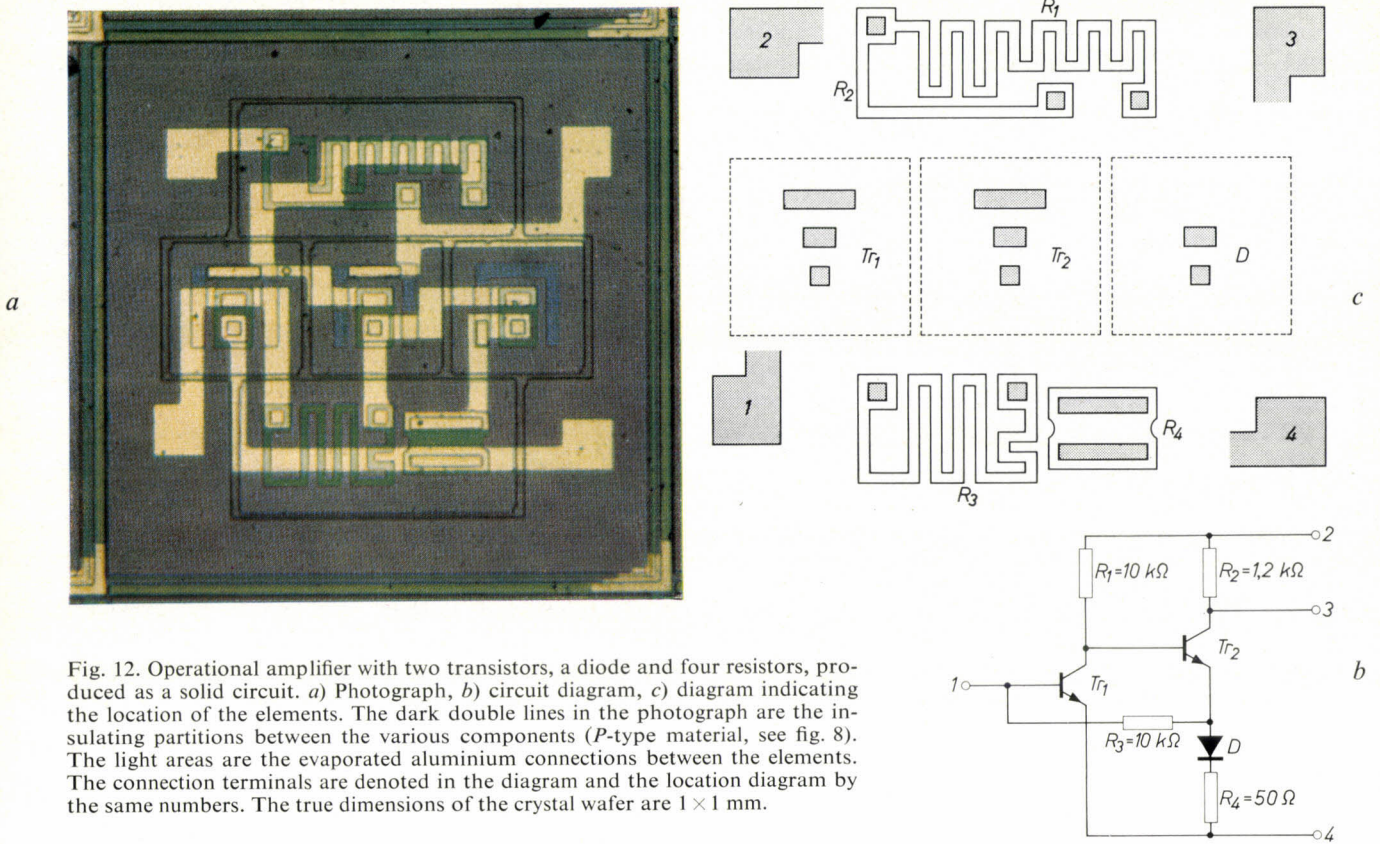 a
2
R1
R2
3
Tr1
Tr2
D
c
1
R3
R4
4
2
R1=10 kΩ
R2=1,2 kΩ
3
Tr2
1
Tr1
b
R3=10 kΩ
D
R4=50 Ω
4
Fig. 12. Operational amplifier with two transistors, a diode and four resistors, pro-
duced as a solid circuit. a) Photograph, b) circuit diagram, c) diagram indicating
the location of the elements. The dark double lines in the photograph are the in-
sulating partitions between the various components (P-type material, see fig. 8).
The light areas are the evaporated aluminium connections between the elements.
The connection terminals are denoted in the diagram and the location diagram by
the same numbers. The true dimensions of the crystal wafer are 1 × 1 mm.